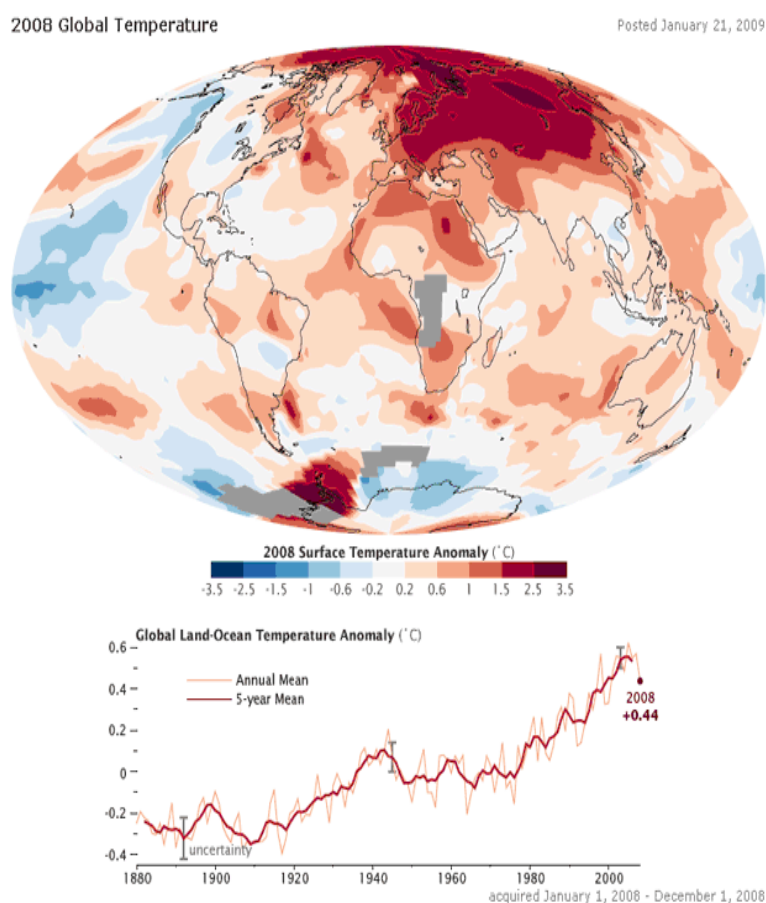 2008 Global Temperature
Posted January 21, 2009
2008 Surface Temperature Anomaly (˚C)
-3.5 -2.5 -1.5 -1 -0.6 -0.2 0.2 0.6 1 1.5 2.5 3.5
Global Land-Ocean Temperature Anomaly (˚C)
0.6
Annual Mean
0.4
5-year Mean
2008
+0.44
0.2
0
-0.2
uncertainty
-0.4
1880 1900 1920 1940 1960 1980 2000
acquired January 1, 2008 - December 1, 2008